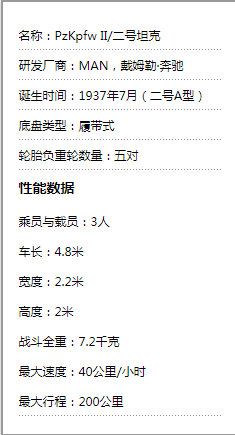 名称：PzKpfw II/二号坦克
研发厂商：MAN，戴姆勒·奔驰
诞生时间：1937年7月（二号A型）
底盘类型：履带式
轮胎负重轮数量：五对
性能数据
乘员与载员：3人
车长：4.8米
宽度：2.2米
高度：2米
战斗全重：7.2千克
最大速度：40公里/小时
最大行程：200公里